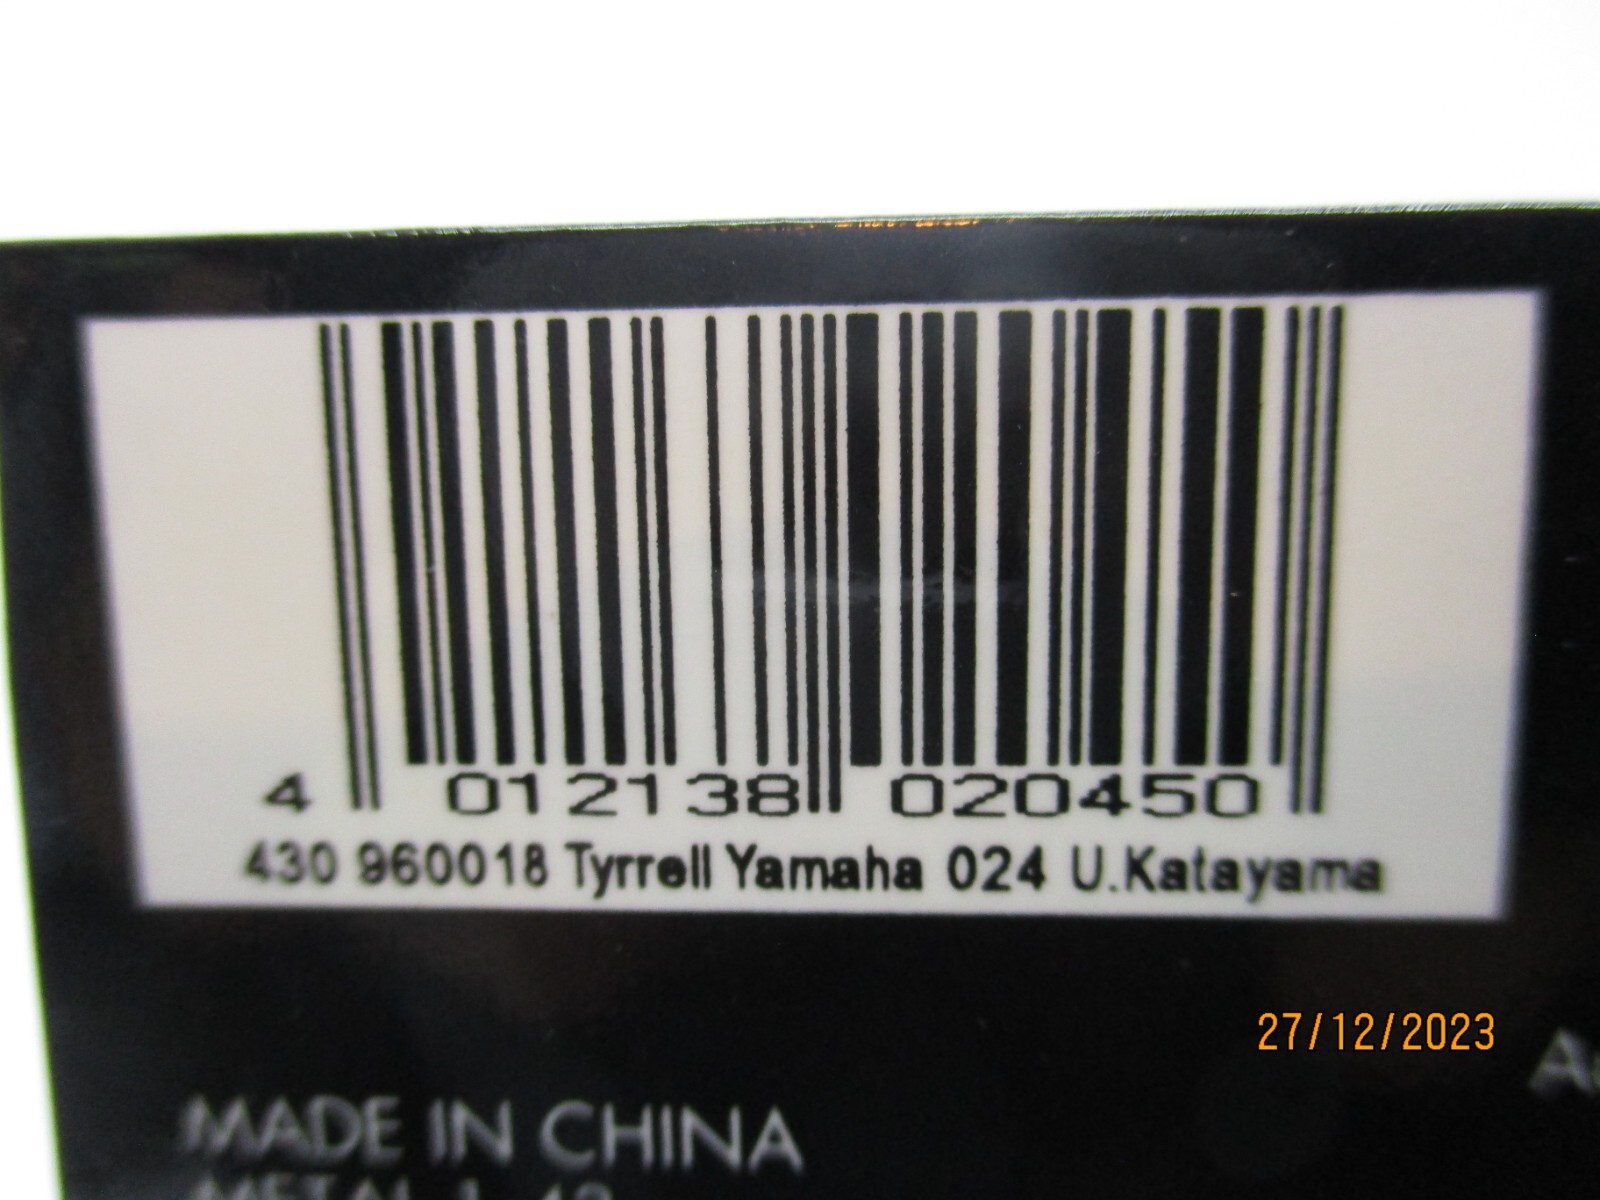 4 012138 020450
430 960018 Tyrrell Yamaha 024 U.Katayama
27/12/2023
MADE IN CHINA